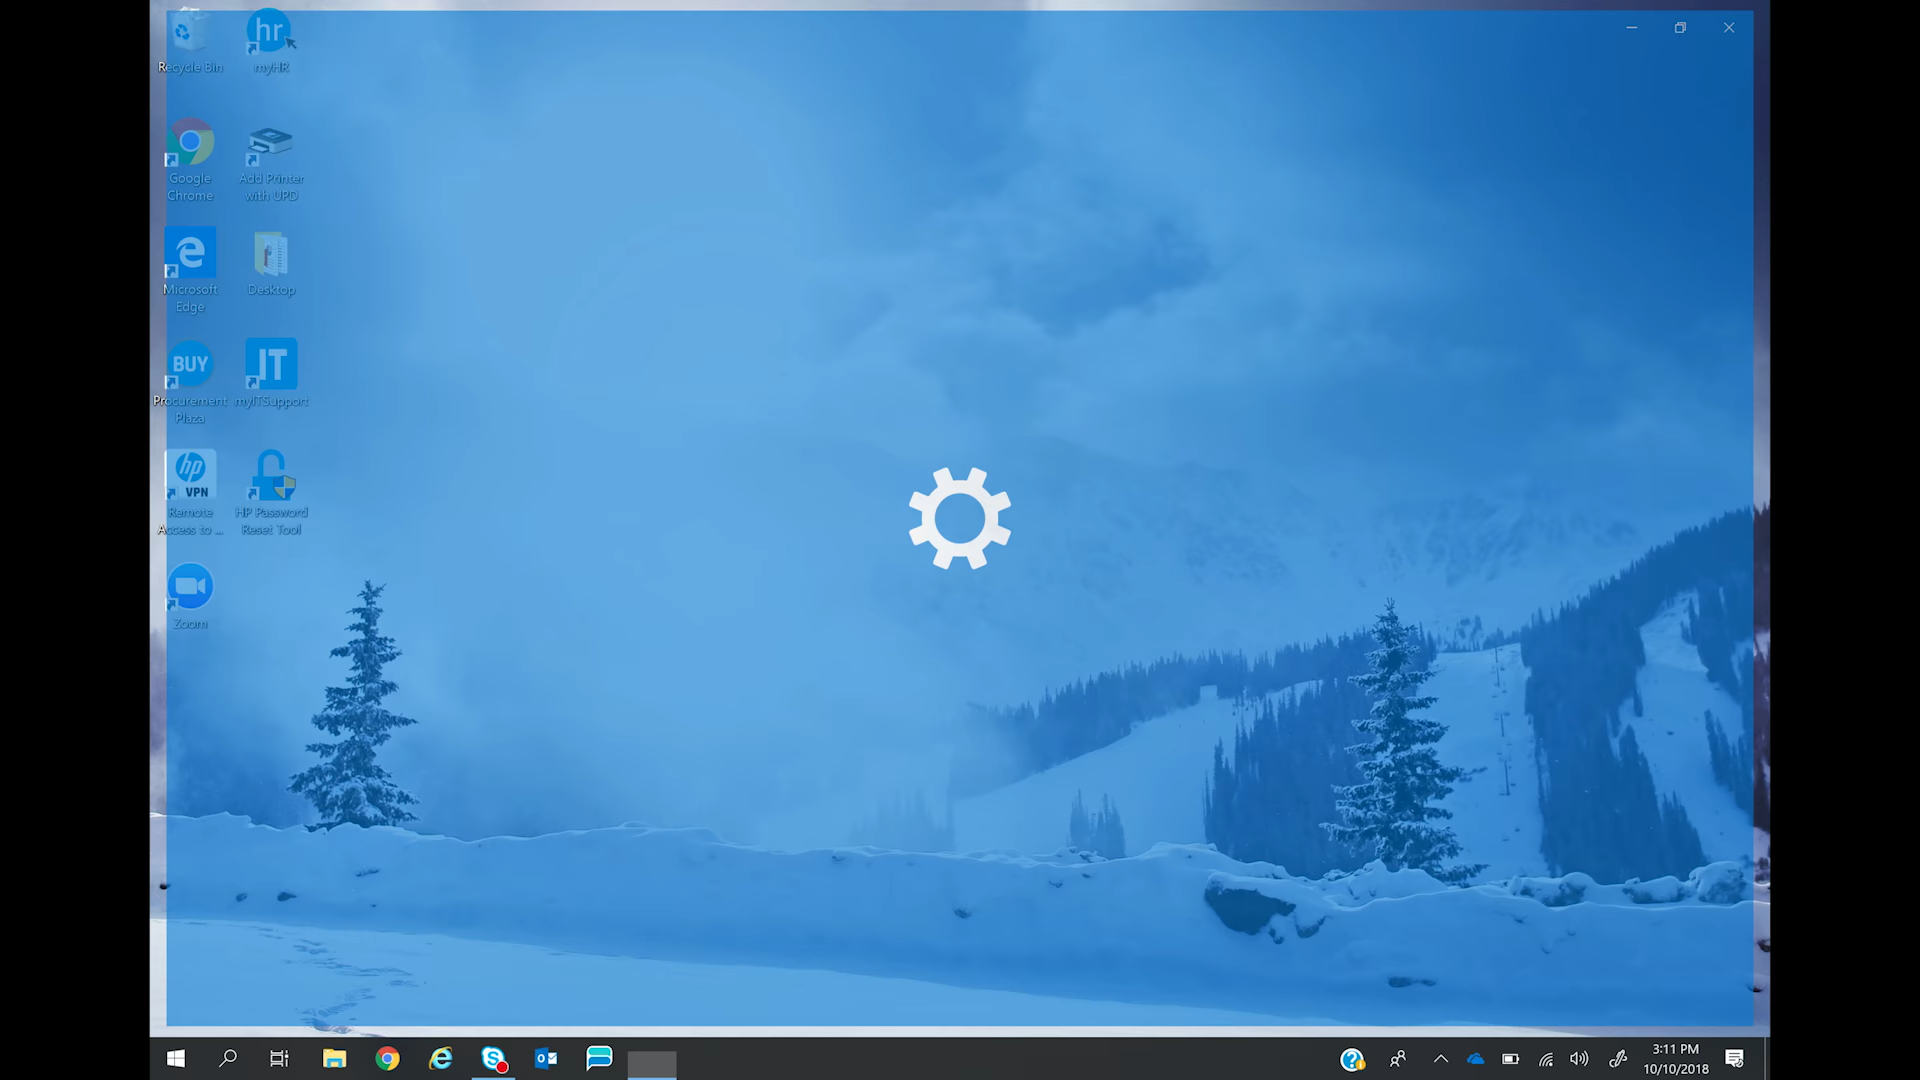 Recycle Bin
hr
myHR
Google
Chrome
Add Printer
with UPD
Microsoft
Edge
Desktop
BUY
Procurement
Plaza
IT
myITSupport
hp
VPN
Remote
Access to ...
HP Password
Reset Tool
Zoom
3:11 PM
10/10/2018